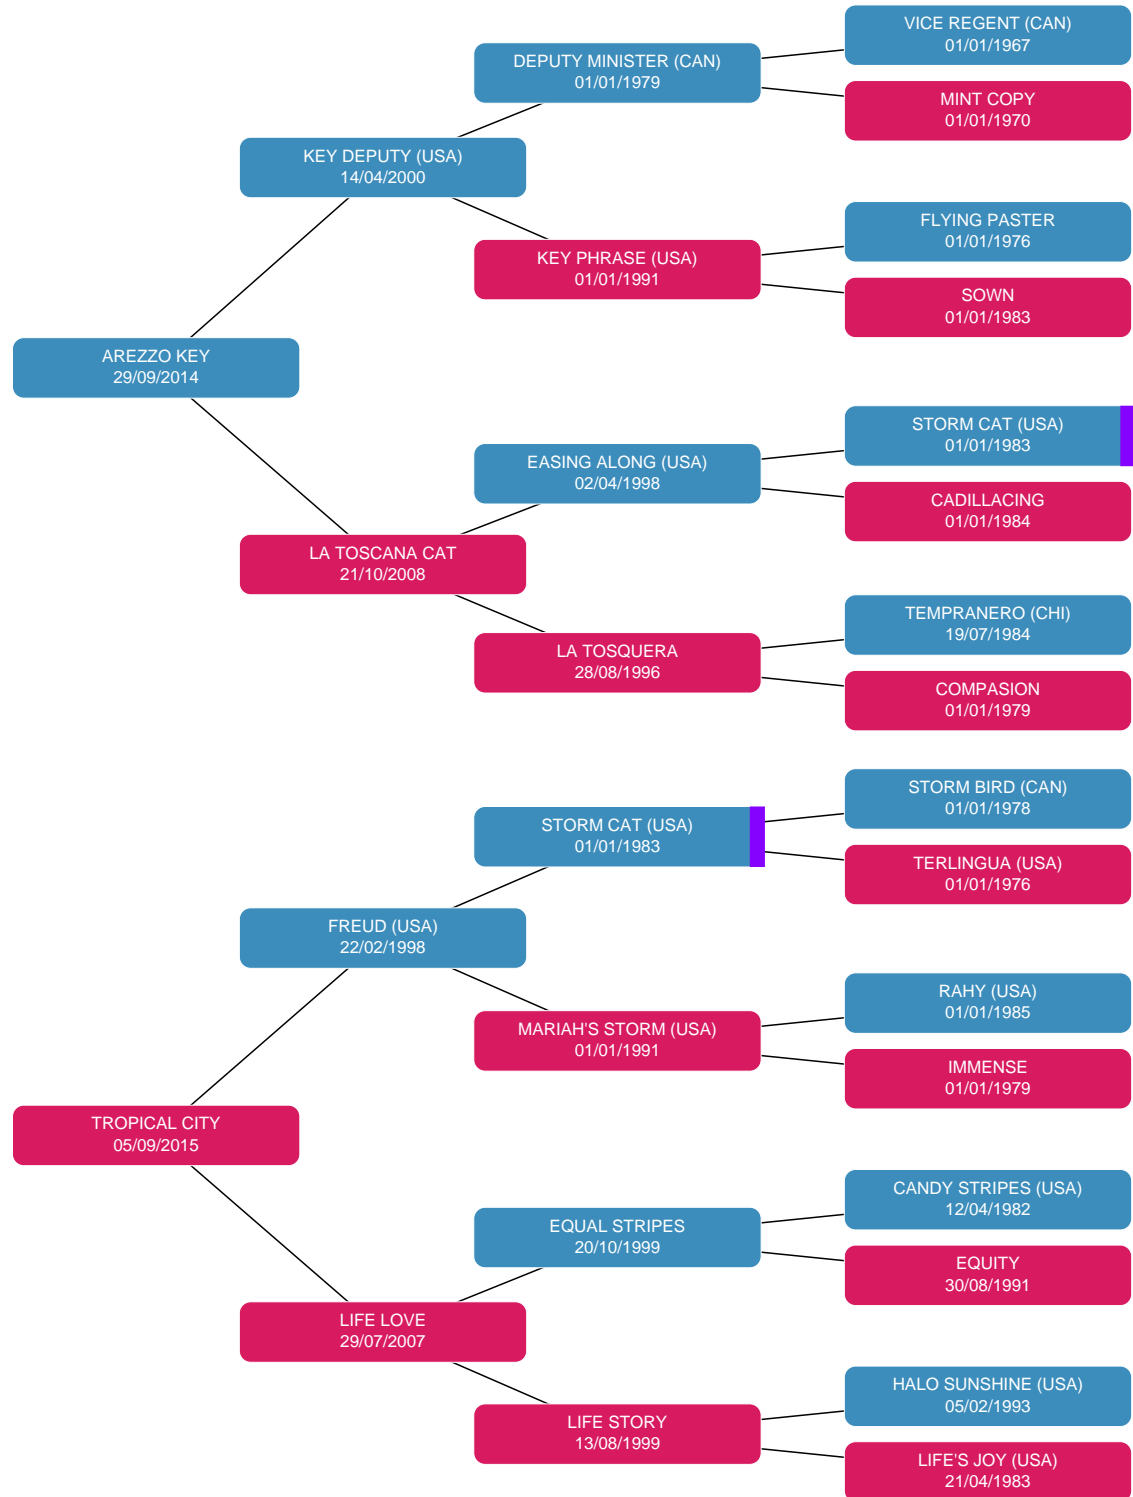 VICE REGENT (CAN)
01/01/1967
DEPUTY MINISTER (CAN)
01/01/1979
MINT COPY
01/01/1970
KEY DEPUTY (USA)
14/04/2000
FLYING PASTER
01/01/1976
KEY PHRASE (USA)
01/01/1991
SOWN
01/01/1983
AREZZO KEY
29/09/2014
STORM CAT (USA)
01/01/1983
EASING ALONG (USA)
02/04/1998
CADILLACING
01/01/1984
LA TOSCANA CAT
21/10/2008
TEMPRANERO (CHI)
19/07/1984
LA TOSQUERA
28/08/1996
COMPASION
01/01/1979
STORM BIRD (CAN)
01/01/1978
STORM CAT (USA)
01/01/1983
TERLINGUA (USA)
01/01/1976
FREUD (USA)
22/02/1998
RAHY (USA)
01/01/1985
MARIAH'S STORM (USA)
01/01/1991
IMMENSE
01/01/1979
TROPICAL CITY
05/09/2015
CANDY STRIPES (USA)
12/04/1982
EQUAL STRIPES
20/10/1999
EQUITY
30/08/1991
LIFE LOVE
29/07/2007
HALO SUNSHINE (USA)
05/02/1993
LIFE STORY
13/08/1999
LIFE'S JOY (USA)
21/04/1983